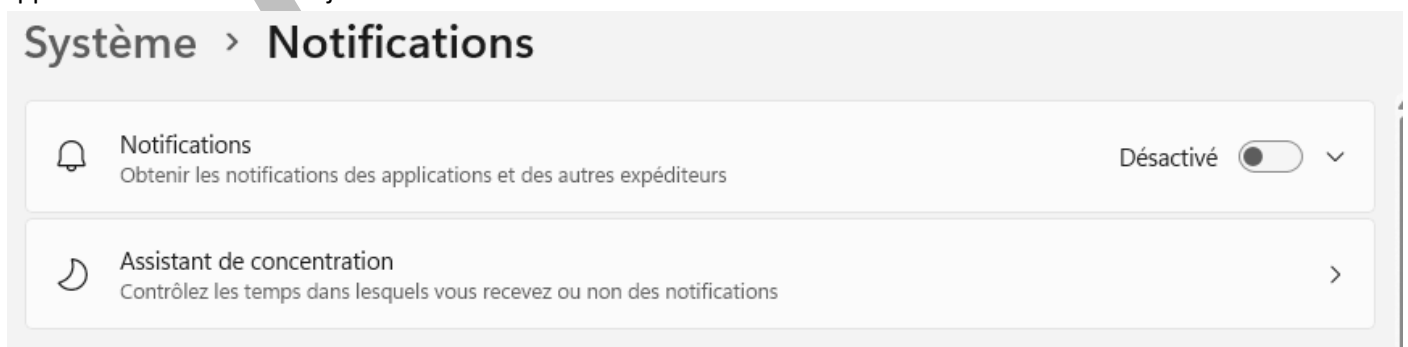 Système > Notifications
Notifications
Obtenir les notifications des applications et des autres expéditeurs
Désactivé
Assistant de concentration
Contrôlez les temps dans lesquels vous recevez ou non des notifications